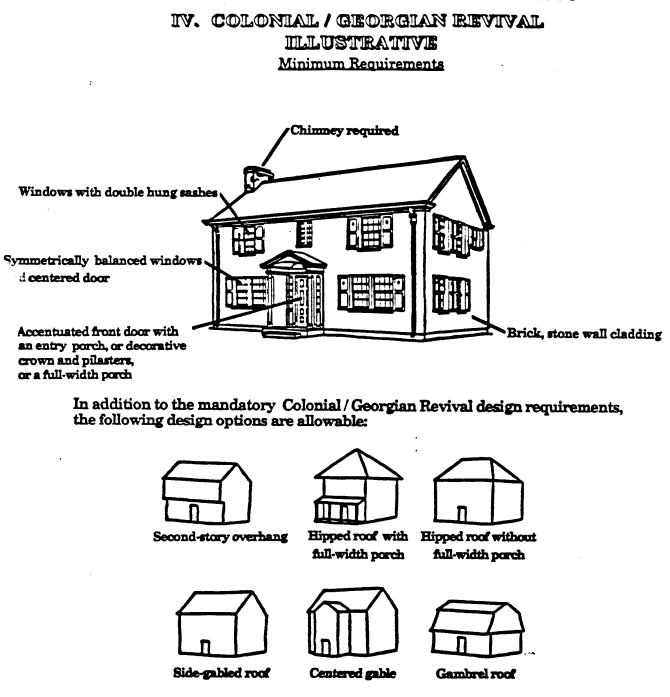 IV. COLONIAL / GEORGIAN REVIVAL
ILLUSTRATIVE
Minimum Requirements
Chimney required
Windows with double hung sashes
Symmetrically balanced windows
centered door
Accentuated front door with
an entry porch, or decorative
crown and pilasters,
or a full-width porch
Brick, stone wall cladding
In addition to the mandatory Colonial / Georgian Revival design requirements,
the following design options are allowable:
Second-story overhang
Hipped roof with
full-width porch
Hipped roof without
full-width porch
Side-gabled roof
Centered gable
Gambrel roof